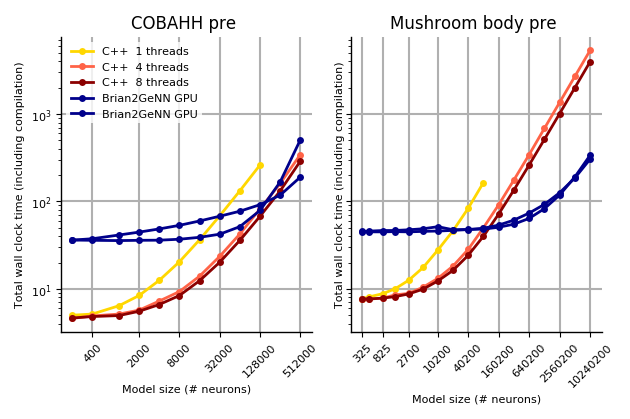 COBAHH pre
Mushroom body pre
C++ 1 threads
C++ 4 threads
C++ 8 threads
Brian2GeNN GPU
Brian2GeNN GPU
Total wall clock time (including compilation)
10³
10²
10¹
400
2000
8000
32000
128000
512000
Model size (# neurons)
Total wall clock time (including compilation)
10³
10²
10¹
325
825
2700
10200
40200
160200
640200
2560200
10240200
Model size (# neurons)